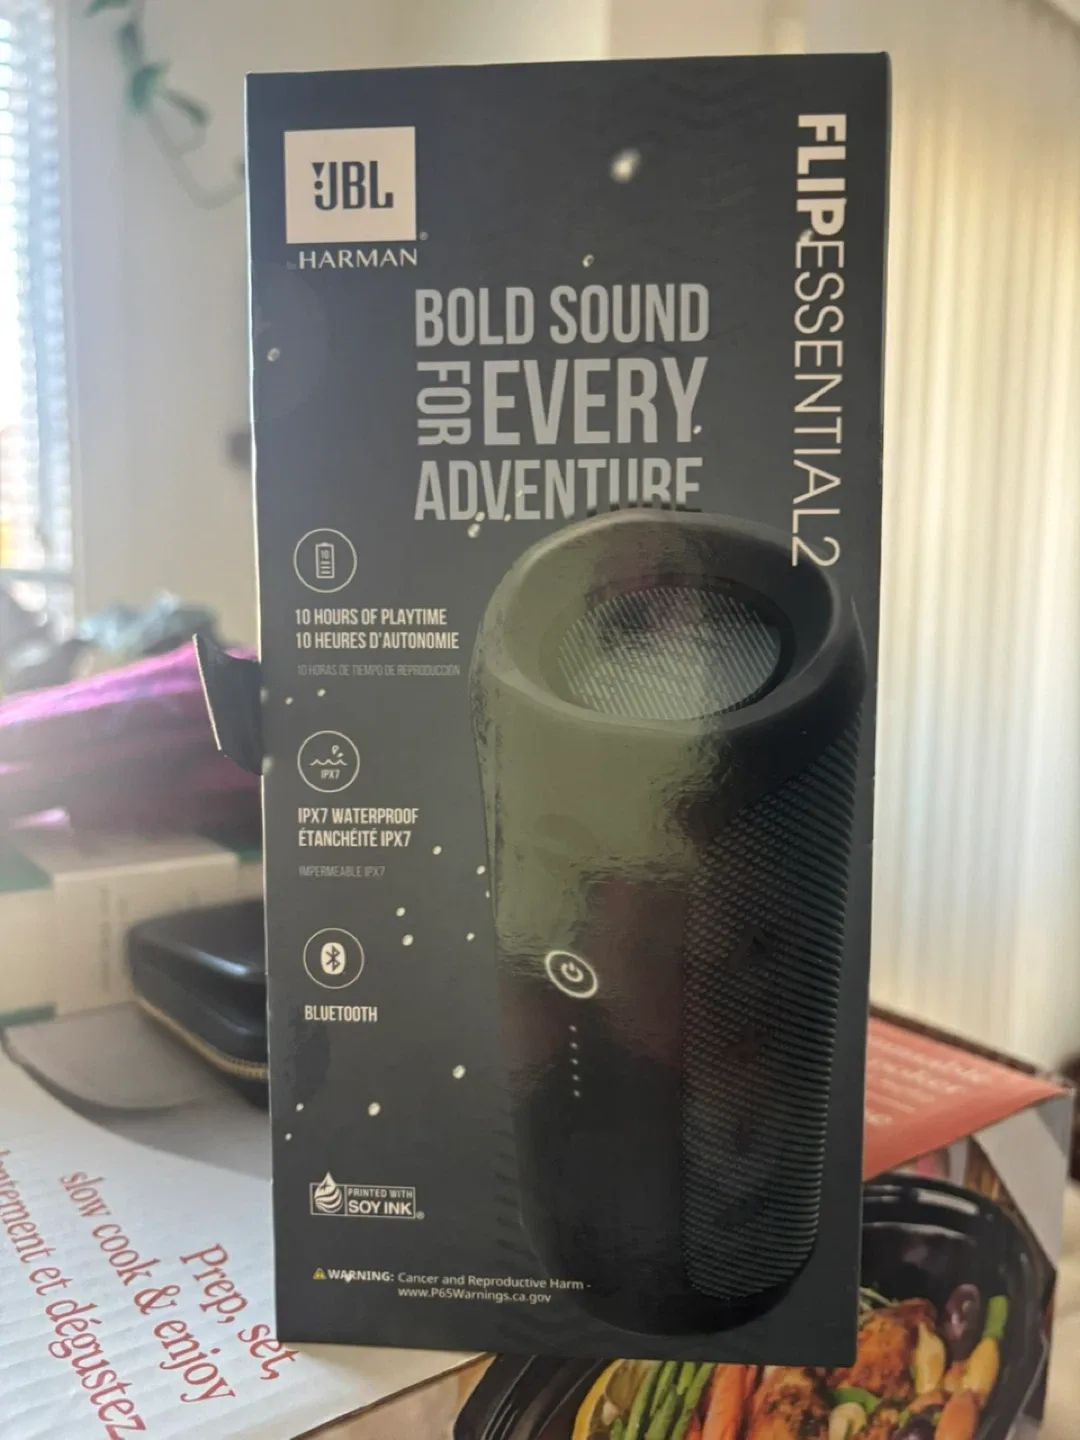 JBL
HARMAN
FLIPESSENTIAL2
BOLD SOUND
FOR EVERY
ADVENTURE
10
10 HOURS OF PLAYTIME
10 HEURES D'AUTONOMIE
10 HORAS DE TIEMPO DE REPRODUCCIÓN
IPX7
IPX7 WATERPROOF
ÉTANCHÉITÉ IPX7
IMPERMEABLE IPX7
BLUETOOTH
PRINTED WITH
SOY INK®
WARNING: Cancer and Reproductive Harm -
www.P65Warnings.ca.gov
Prep, set,
slow cook & enjoy
et dégustez